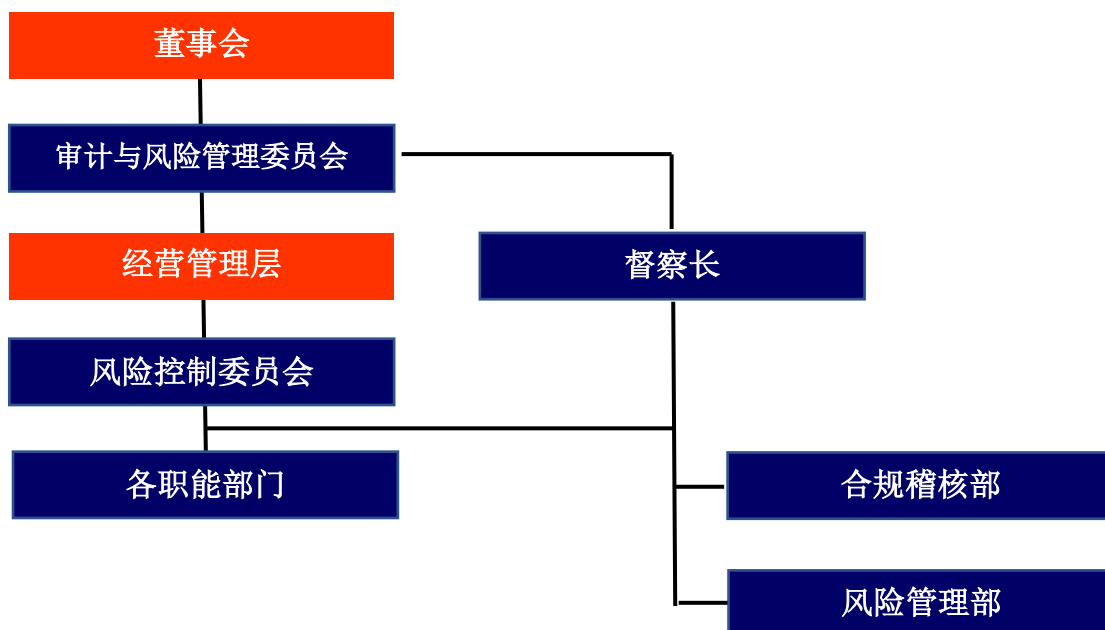 董事会
审计与风险管理委员会
经营管理层
督察长
风险控制委员会
各职能部门
合规稽核部
风险管理部